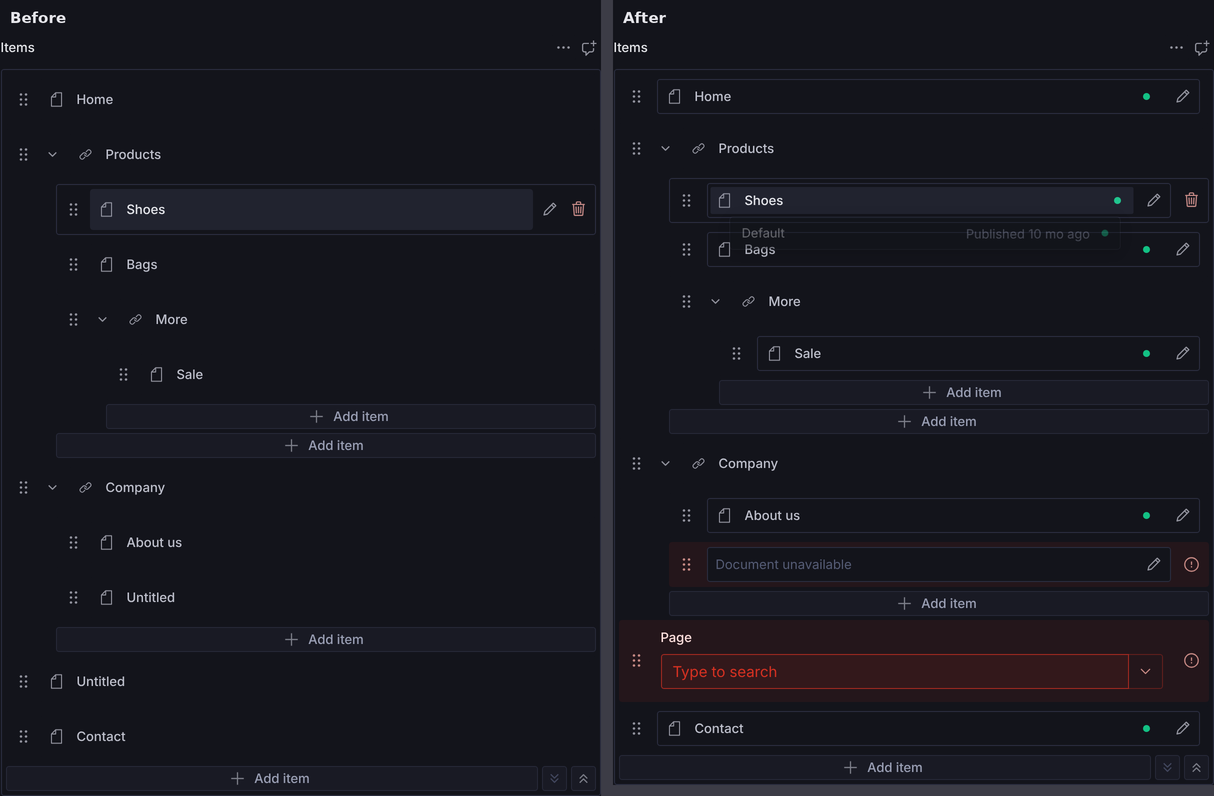 Before
Items
Home
Products
Shoes
Bags
More
Sale
Add item
Add item
Company
About us
Untitled
Add item
Untitled
Contact
Add item
After
Items
Home
Products
Shoes
Default
Published 10 mo ago
Bags
More
Sale
Add item
Add item
Company
About us
Document unavailable
Add item
Page
Type to search
Contact
Add item